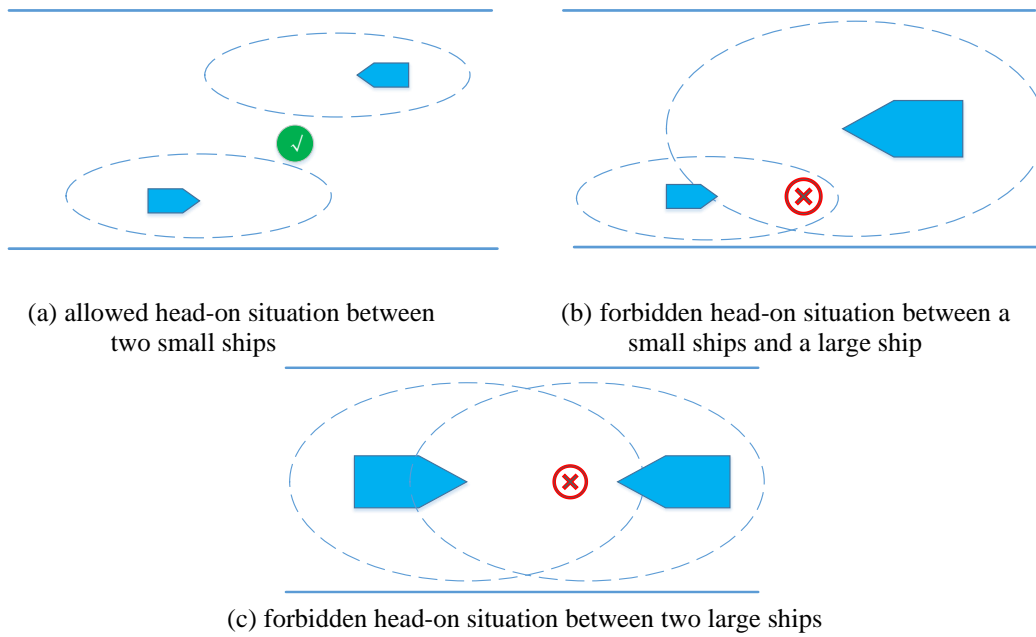 (a) allowed head-on situation between
two small ships
(b) forbidden head-on situation between a
small ships and a large ship
(c) forbidden head-on situation between two large ships